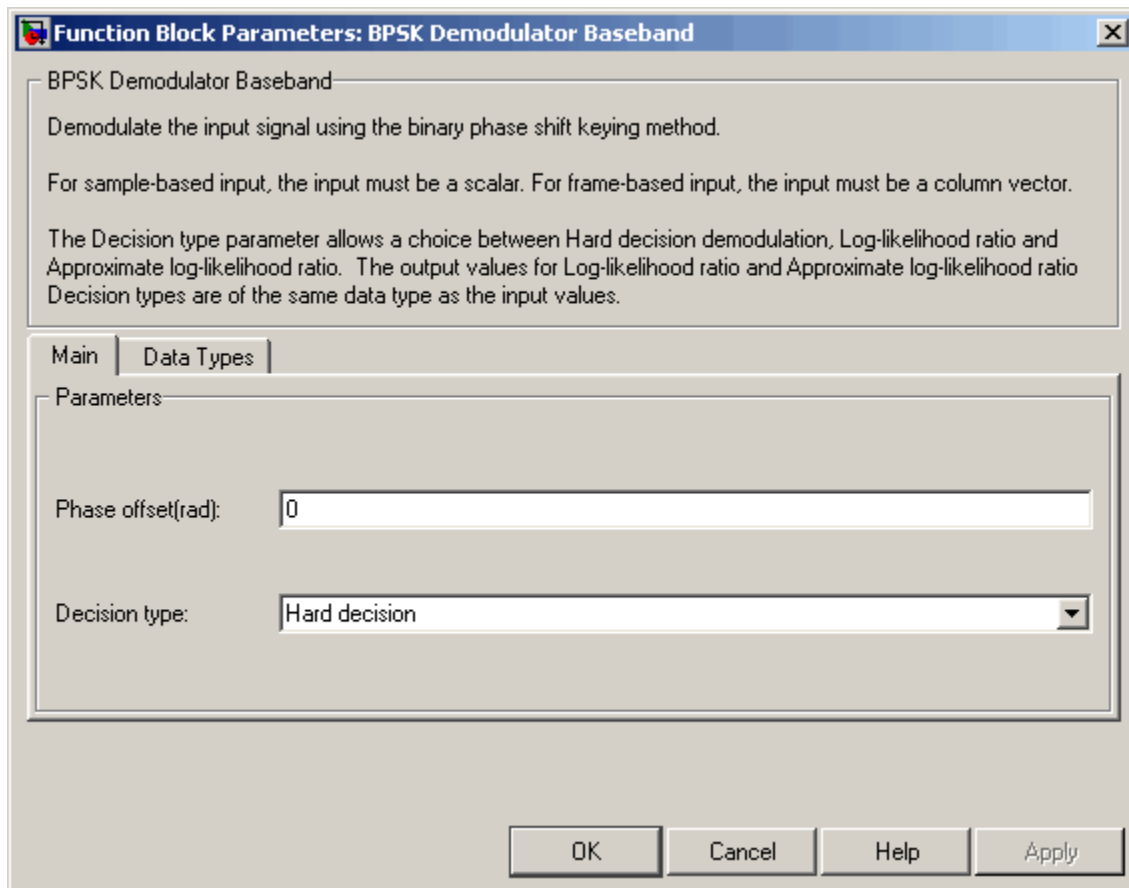 Function Block Parameters: BPSK Demodulator Baseband
BPSK Demodulator Baseband
Demodulate the input signal using the binary phase shift keying method.
For sample-based input, the input must be a scalar. For frame-based input, the input must be a column vector.
The Decision type parameter allows a choice between Hard decision demodulation, Log-likelihood ratio and
Approximate log-likelihood ratio.  The output values for Log-likelihood ratio and Approximate log-likelihood ratio
Decision types are of the same data type as the input values.
Main
Data Types
Parameters
Phase offset(rad):
0
Decision type:
Hard decision
OK
Cancel
Help
Apply